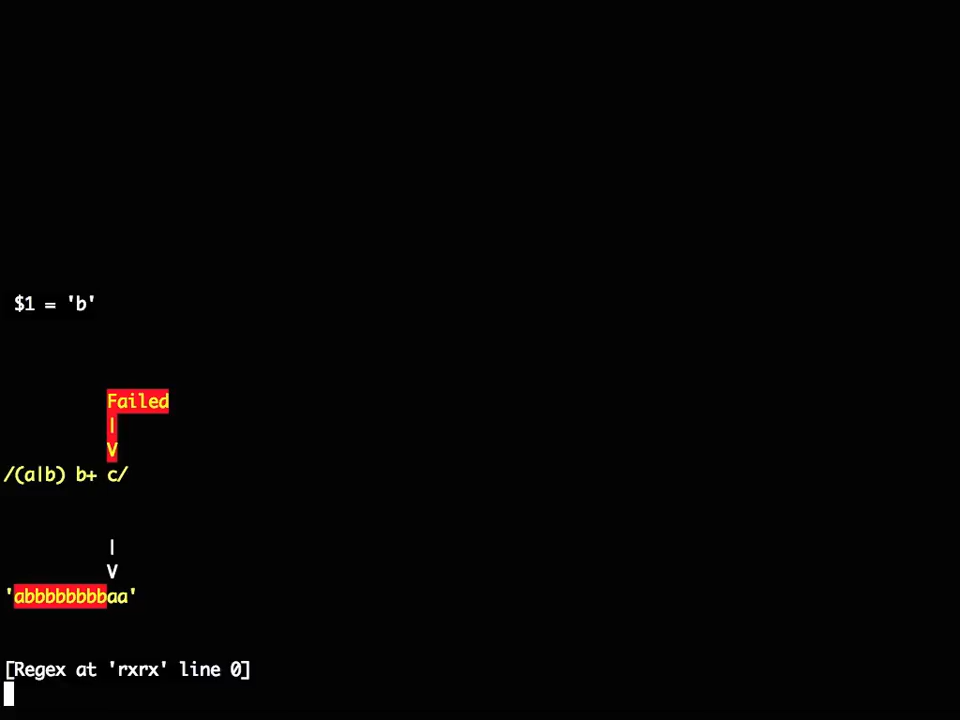 $1 = 'b'
Failed
|
V
/(a|b) b+ c/
|
V
'abbbbbbbbaa'
[Regex at 'rxrx' line 0]